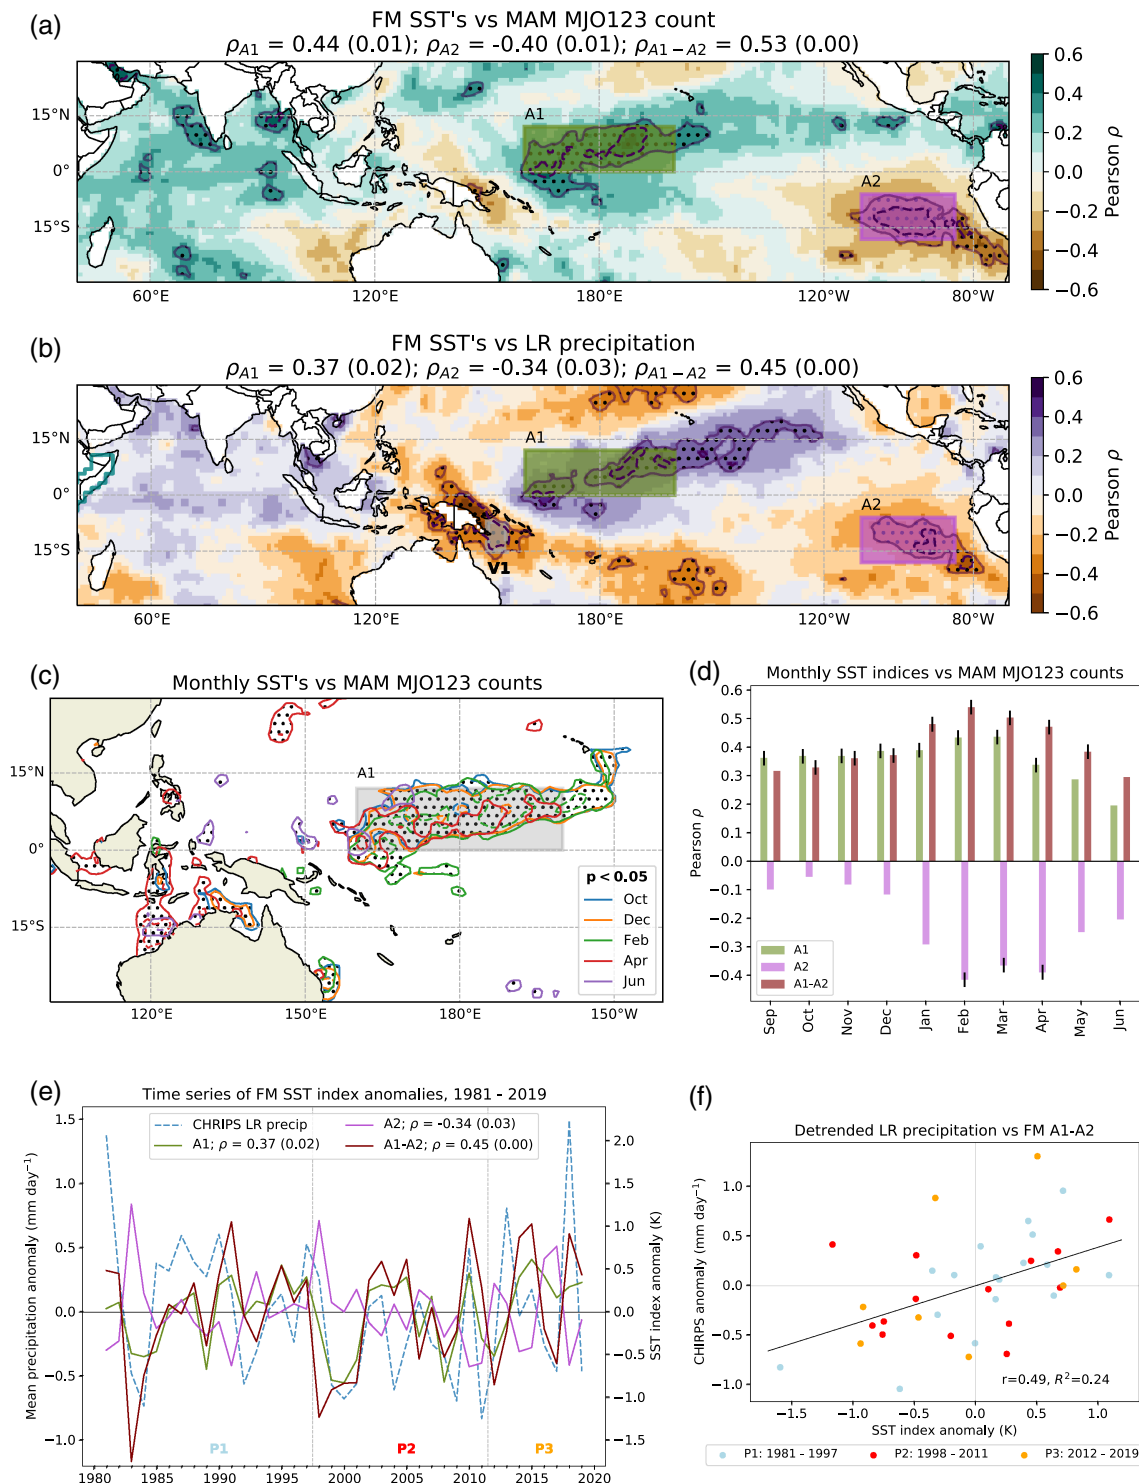 (a)
FM SST's vs MAM MJO123 count
ρA1 = 0.44 (0.01); ρA2 = -0.40 (0.01); ρA1−A2 = 0.53 (0.00)
A1
A2
15°N
0°
15°S
60°E
120°E
180°E
120°W
80°W
0.6
0.4
0.2
0.0
−0.2
−0.4
−0.6
Pearson ρ
(b)
FM SST's vs LR precipitation
ρA1 = 0.37 (0.02); ρA2 = -0.34 (0.03); ρA1−A2 = 0.45 (0.00)
A1
A2
V1
15°N
0°
15°S
60°E
120°E
180°E
120°W
80°W
0.6
0.4
0.2
0.0
−0.2
−0.4
−0.6
Pearson ρ
(c)
Monthly SST's vs MAM MJO123 counts
A1
15°N
0°
15°S
120°E
150°E
180°E
150°W
p < 0.05
Oct
Dec
Feb
Apr
Jun
(d)
Monthly SST indices vs MAM MJO123 counts
0.6
0.5
0.4
0.3
0.2
0.1
0.0
−0.1
−0.2
−0.3
−0.4
Pearson ρ
A1
A2
A1-A2
Sep
Oct
Nov
Dec
Jan
Feb
Mar
Apr
May
Jun
(e)
Time series of FM SST index anomalies, 1981 - 2019
CHRIPS LR precip
A1; ρ = 0.37 (0.02)
A2; ρ = -0.34 (0.03)
A1-A2; ρ = 0.45 (0.00)
1.5
1.0
0.5
0.0
−0.5
−1.0
Mean precipitation anomaly (mm day−1)
2.0
1.5
1.0
0.5
0.0
−0.5
−1.0
−1.5
SST index anomaly (K)
P1
P2
P3
1980 1985 1990 1995 2000 2005 2010 2015 2020
(f)
Detrended LR precipitation vs FM A1-A2
1.0
0.5
0.0
−0.5
−1.0
CHIRPS anomaly (mm day−1)
r=0.49, R2=0.24
−1.5 −1.0 −0.5 0.0 0.5 1.0
SST index anomaly (K)
P1: 1981 - 1997
P2: 1998 - 2011
P3: 2012 - 2019